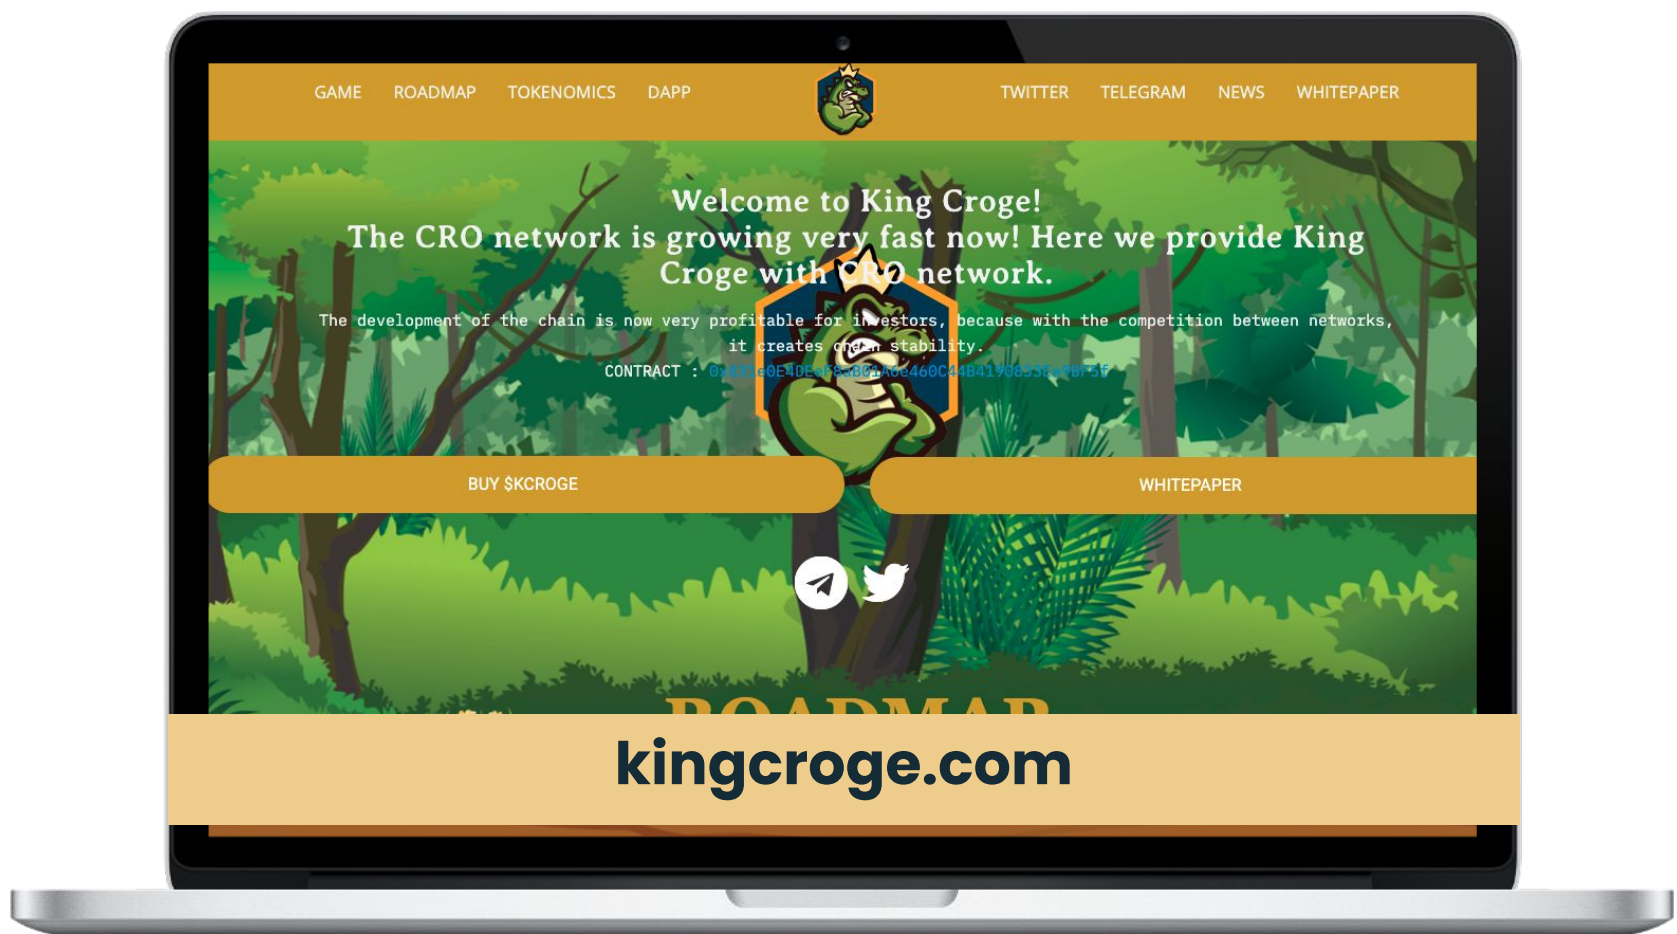 GAME ROADMAP TOKENOMICS DAPP TWITTER TELEGRAM NEWS WHITEPAPER
Welcome to King Croge!
The CRO network is growing very fast now! Here we provide King
Croge with CRO network.
The development of the chain is now very profitable for investors, because with the competition between networks,
it creates chain stability.
CONTRACT :
BUY $KCROGE WHITEPAPER
ROADMAP
kingcroge.com